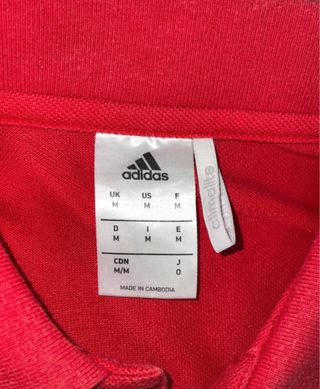 adidas
UK US F
M M M
D I E
M M M
CDN J
M/M O
MADE IN CAMBODIA
climalite